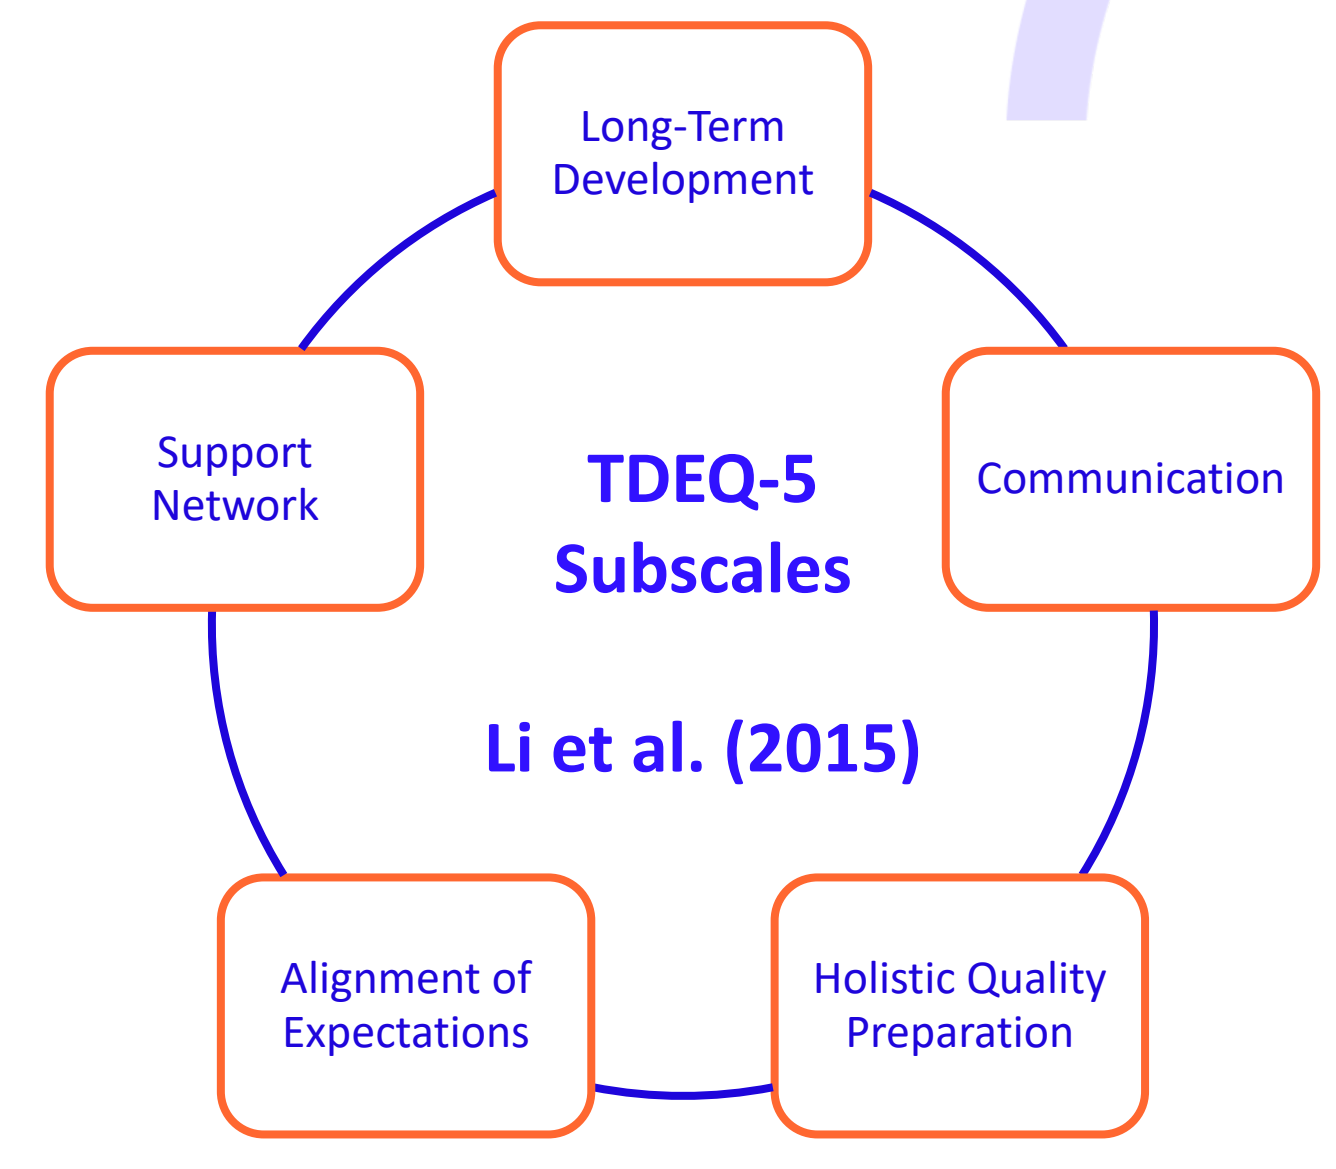 Long-Term
Development
Support
Network
TDEQ-5
Subscales
Communication
Li et al. (2015)
Alignment of
Expectations
Holistic Quality
Preparation